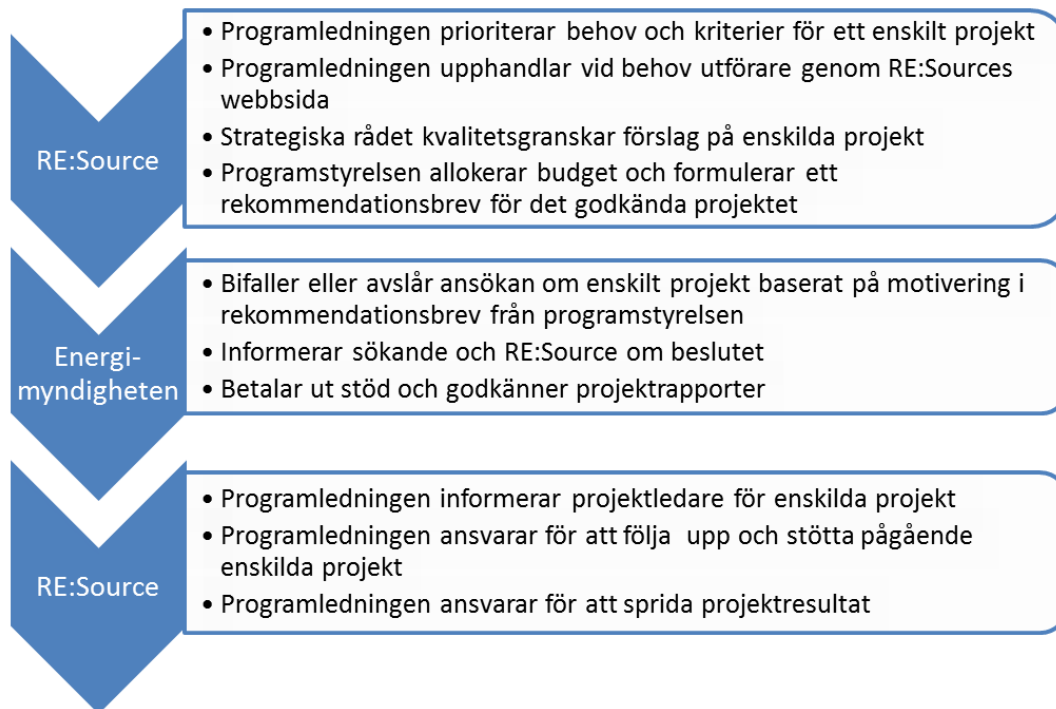 RE:Source
• Programledningen prioriterar behov och kriterier för ett enskilt projekt
• Programledningen upphandlar vid behov utförare genom RE:Sources
webbsida
• Strategiska rådet kvalitetsgranskar förslag på enskilda projekt
• Programstyrelsen allokerar budget och formulerar ett
rekommendationsbrev för det godkända projektet
Energi-
myndigheten
• Bifaller eller avslår ansökan om enskilt projekt baserat på motivering i
rekommendationsbrev från programstyrelsen
• Informerar sökande och RE:Source om beslutet
• Betalar ut stöd och godkänner projektrapporter
RE:Source
• Programledningen informerar projektledare för enskilda projekt
• Programledningen ansvarar för att följa upp och stötta pågående
enskilda projekt
• Programledningen ansvarar för att sprida projektresultat